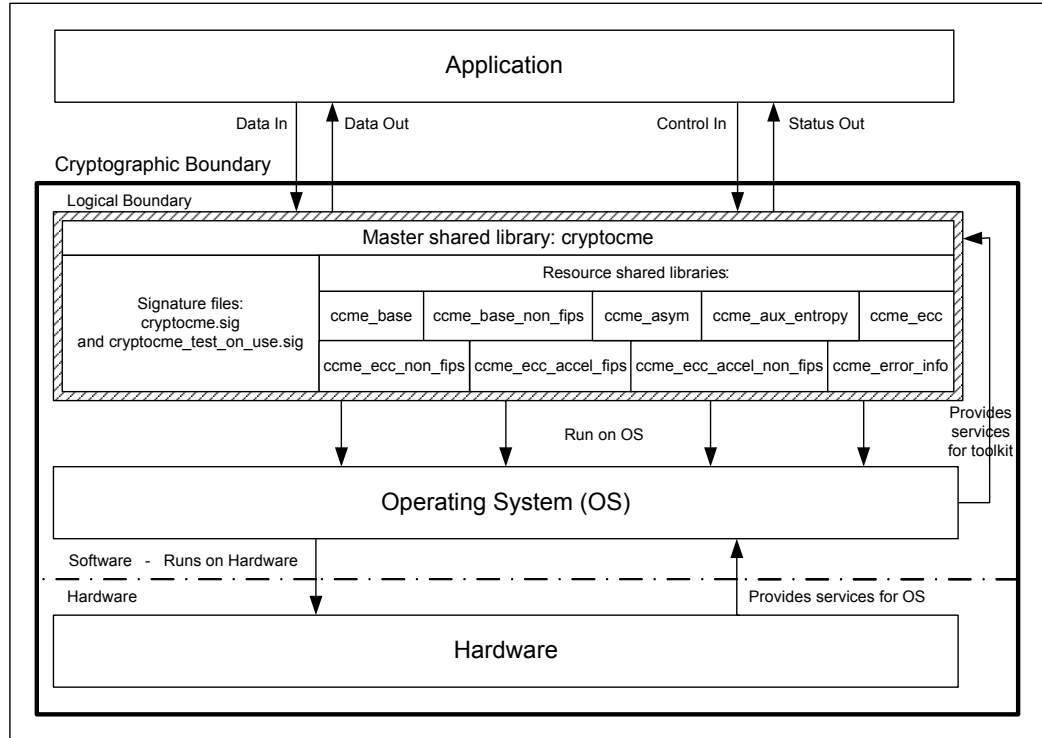 Application
Data In
Data Out
Control In
Status Out
Cryptographic Boundary
Logical Boundary
Master shared library: cryptocme
Signature files:
cryptocme.sig
and cryptocme_test_on_use.sig
Resource shared libraries:
ccme_base
ccme_base_non_fips
ccme_asym
ccme_aux_entropy
ccme_ecc
ccme_ecc_non_fips
ccme_ecc_accel_fips
ccme_ecc_accel_non_fips
ccme_error_info
Run on OS
Provides
services
for toolkit
Operating System (OS)
Software - Runs on Hardware
Hardware
Provides services for OS
Hardware